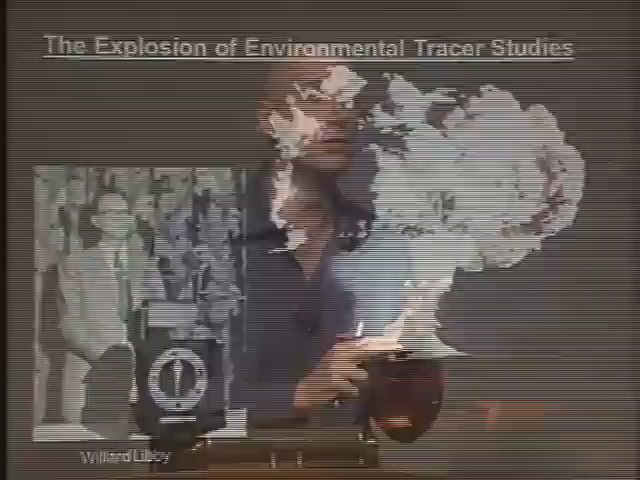 The Explosion of Environmental Tracer Studies
Willard Libby